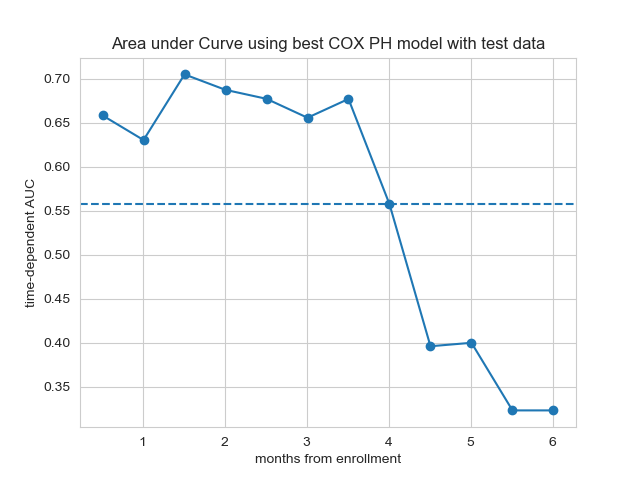 Area under Curve using best COX PH model with test data
time-dependent AUC
0.70
0.65
0.60
0.55
0.50
0.45
0.40
0.35
1 2 3 4 5 6
months from enrollment